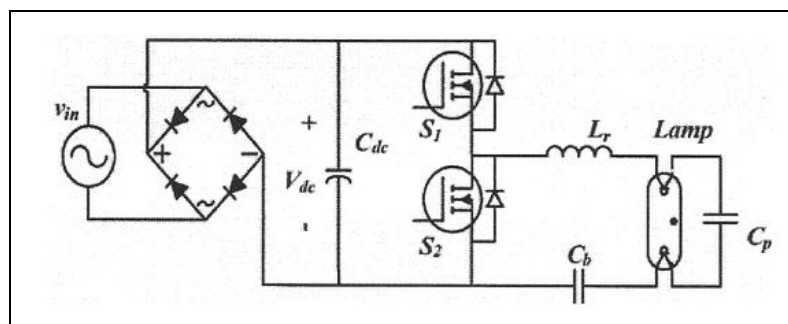 v_in
~
+
−
~
+
V_dc
-
C_dc
S_1
S_2
L_r
Lamp
C_b
C_p